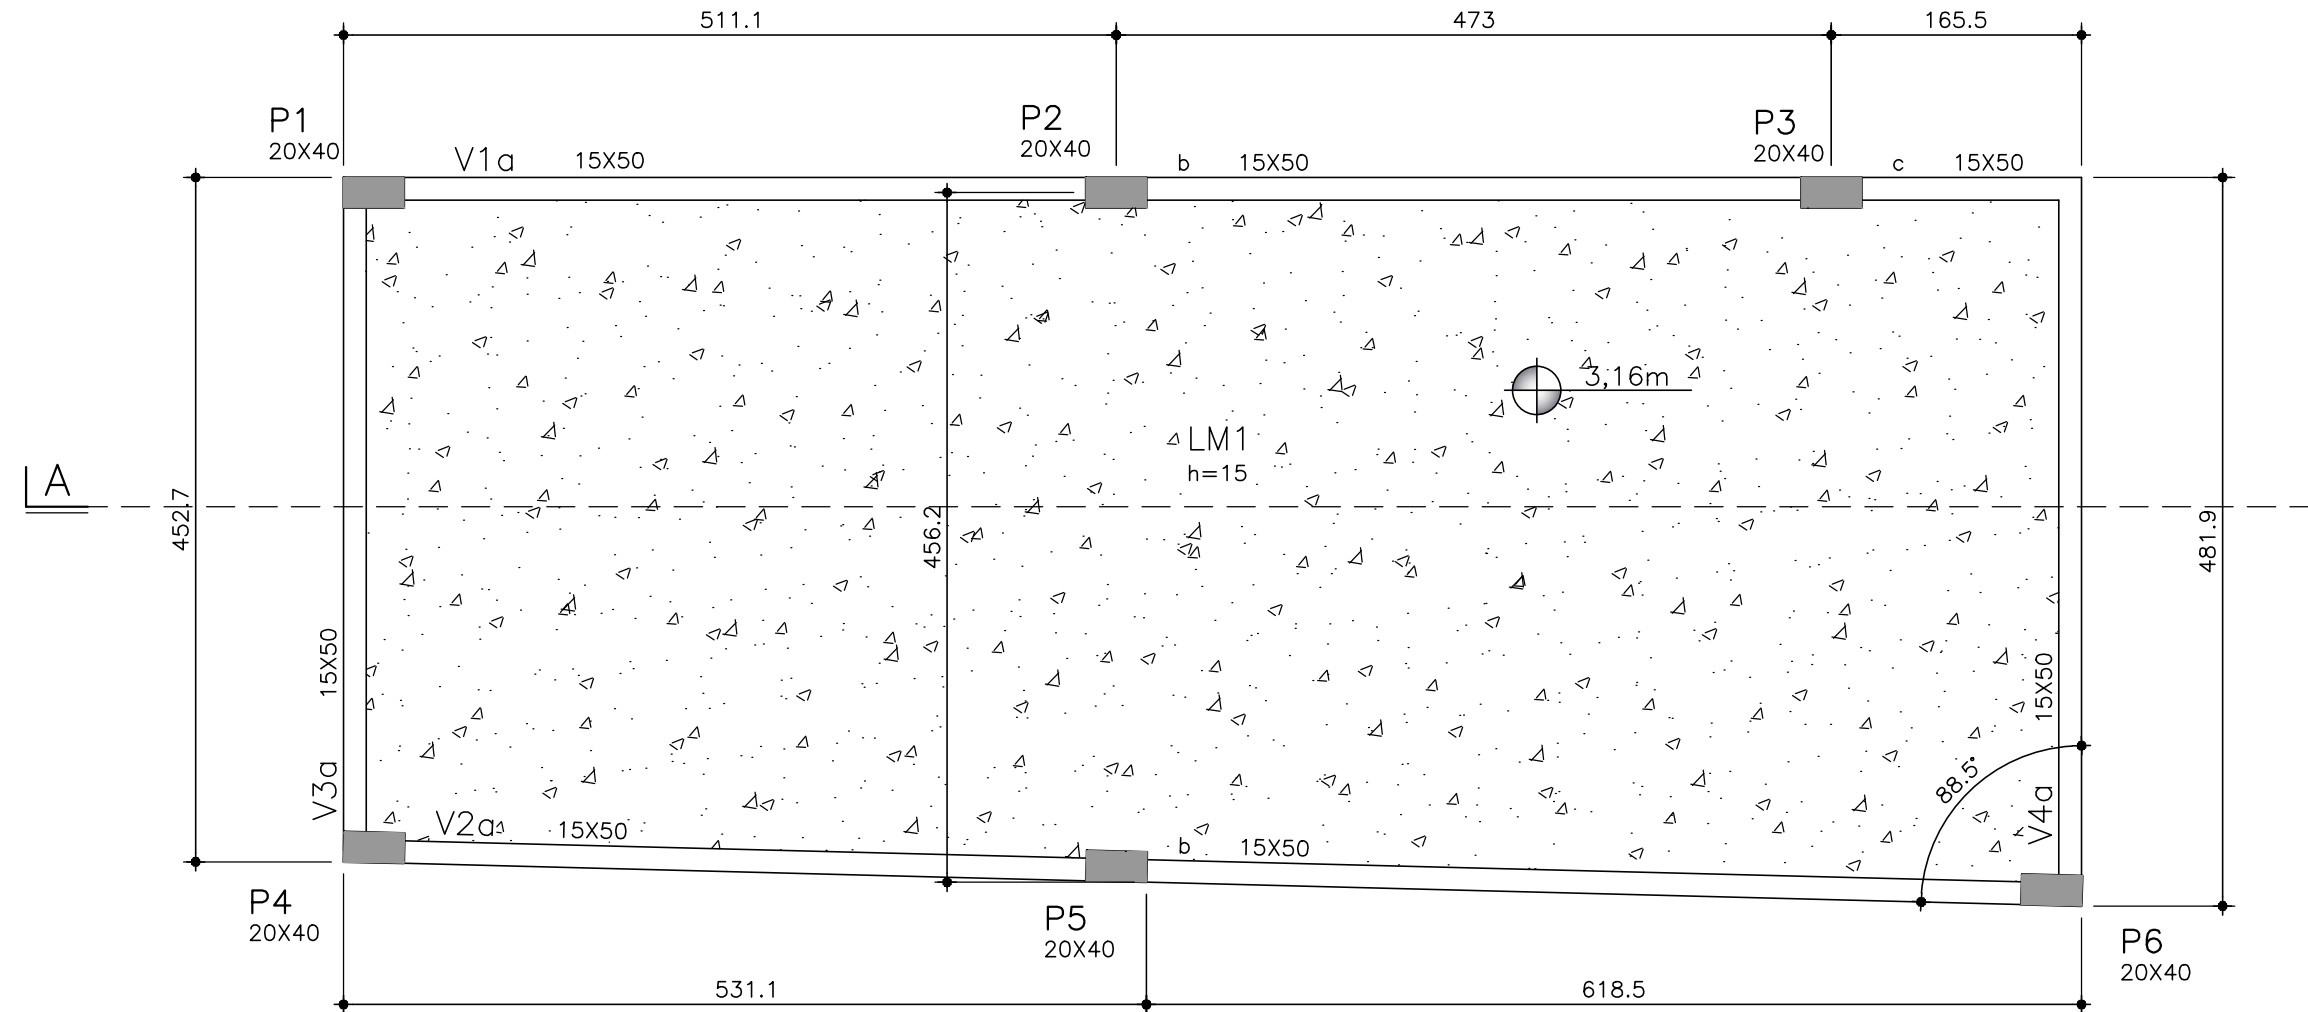 511.1
473
165.5
P1
20X40
P2
20X40
P3
20X40
V1a
15X50
b
15X50
c
15X50
3,16m
LM1
h=15
A
452.7
456.2
481.9
15X50
V3a
15X50
V4a
88.5°
V2a
15X50
b
15X50
P4
20X40
P5
20X40
P6
20X40
531.1
618.5